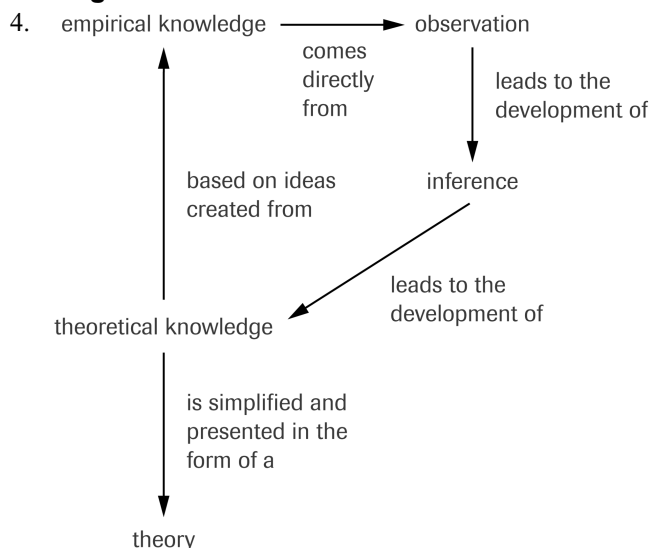 4. empirical knowledge
observation
comes
directly
from
leads to the
development of
based on ideas
created from
inference
leads to the
development of
theoretical knowledge
is simplified and
presented in the
form of a
theory